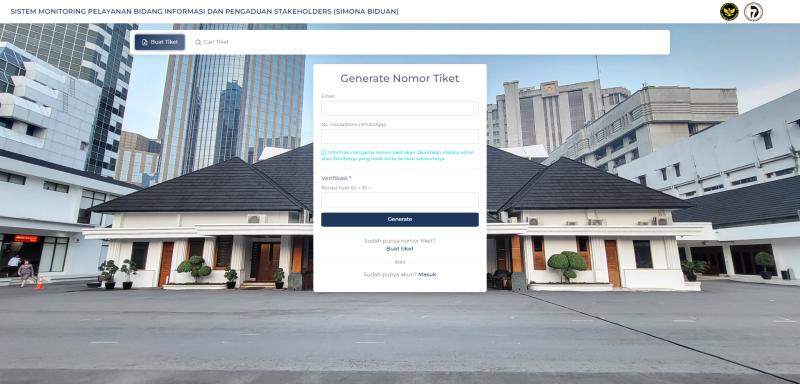 SISTEM MONITORING PELAYANAN BIDANG INFORMASI DAN PENGADUAN STAKEHOLDERS (SIMONA BIDUAN)
Buat Tiket
Cari Tiket
Generate Nomor Tiket
Email
No. Handphone (WhatsApp)
Informasi mengenai nomor tiket akan dikirimkan melalui email
atau WhatsApp yang telah Anda berikan sebelumnya.
Verifikasi *
Berapa hasil
Generate
Sudah punya nomor tiket?
Buat tiket
atau
Sudah punya akun? Masuk